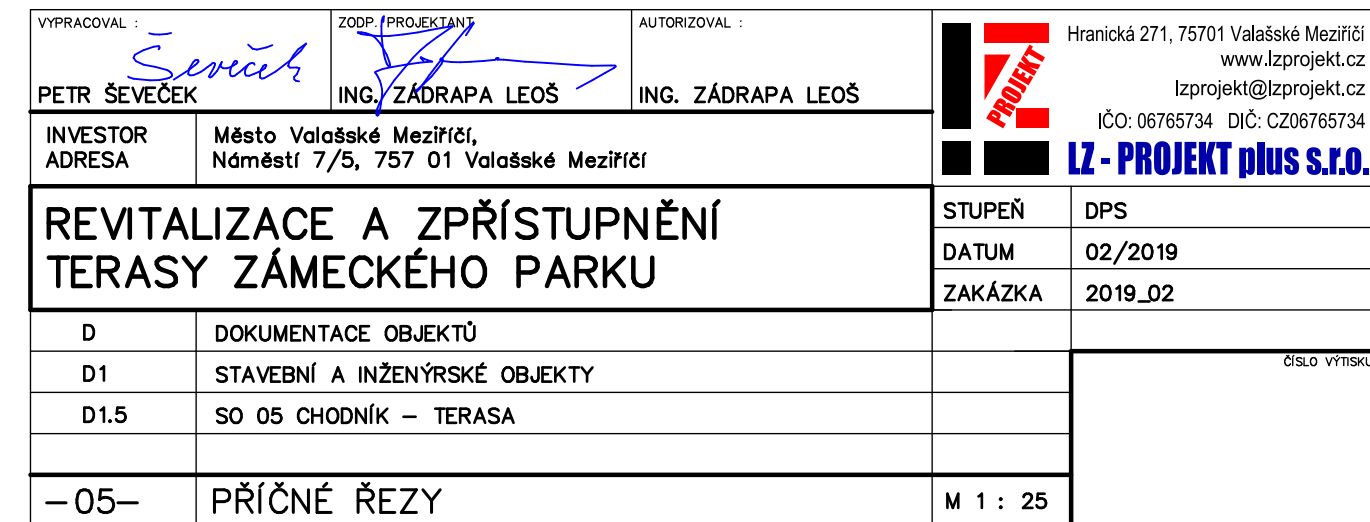 VYPRACOVAL :
Ševeček
PETR ŠEVEČEK
ZODP. PROJEKTANT
ING. ZÁDRAPA LEOŠ
AUTORIZOVAL :
ING. ZÁDRAPA LEOŠ
PROJEKT
Hranická 271, 75701 Valašské Meziříčí
www.lzprojekt.cz
lzprojekt@lzprojekt.cz
IČO: 06765734 DIČ: CZ06765734
LZ - PROJEKT plus s.r.o.
INVESTOR
ADRESA
Město Valašské Meziříčí,
Náměstí 7/5, 757 01 Valašské Meziříčí
REVITALIZACE A ZPŘÍSTUPNĚNÍ
TERASY ZÁMECKÉHO PARKU
STUPEŇ DPS
DATUM 02/2019
ZAKÁZKA 2019_02
D DOKUMENTACE OBJEKTŮ
D1 STAVEBNÍ A INŽENÝRSKÉ OBJEKTY
D1.5 SO 05 CHODNÍK – TERASA
ČÍSLO VÝTISKU
–05– PŘÍČNÉ ŘEZY
M 1 : 25